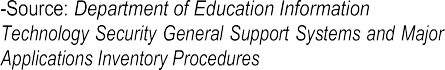 -Source: Department of Education Information
Technology Security General Support Systems and Major
Applications Inventory Procedures